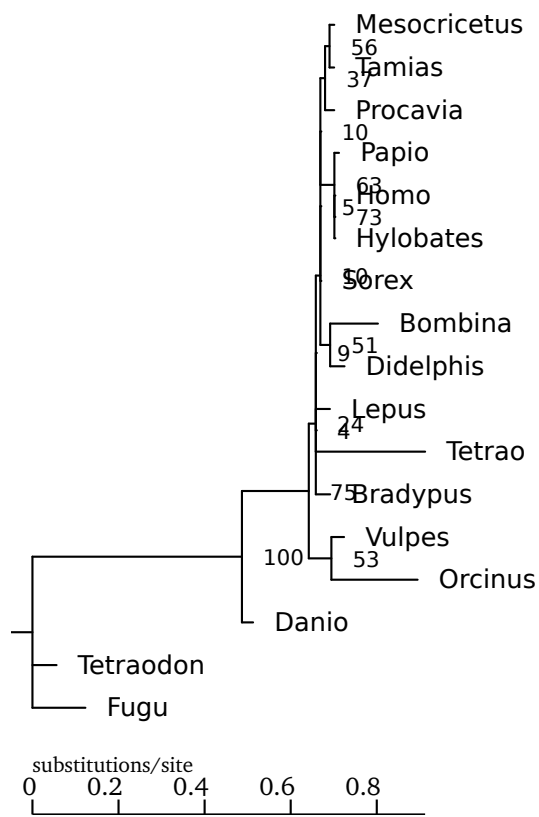 Mesocricetus
56
Tamias
37
Procavia
10
Papio
63
Homo
5
73
Hylobates
10
Sorex
Bombina
51
9
Didelphis
Lepus
24
4
Tetrao
75
Bradypus
Vulpes
100
53
Orcinus
Danio
Tetraodon
Fugu
substitutions/site
0 0.2 0.4 0.6 0.8